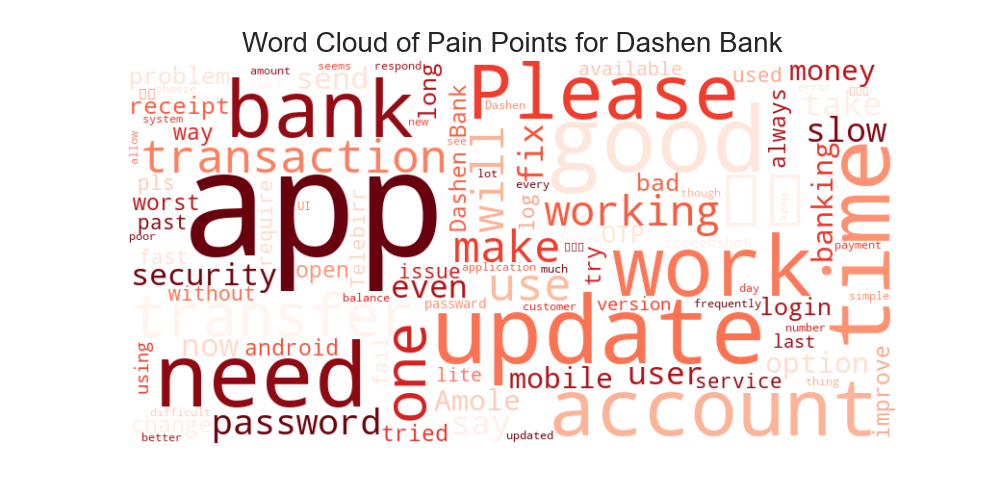 Word Cloud of Pain Points for Dashen Bank
problem amount seems respond available used money
choose send long Please
receipt bank Dashen take
system way good always slow
transaction Bank will fix error
allow see lot bad time
pls app every though
worst UI log working banking
past require Telebirr OTP keep
poor make screenshot
fast open issue try work payment
security even application much use
without balance passward customer version day simple
transfer update frequently login
now android fail number
using need one lite mobile user last option
service improve
password Amole account thing
difficult change tried say
better updated
new